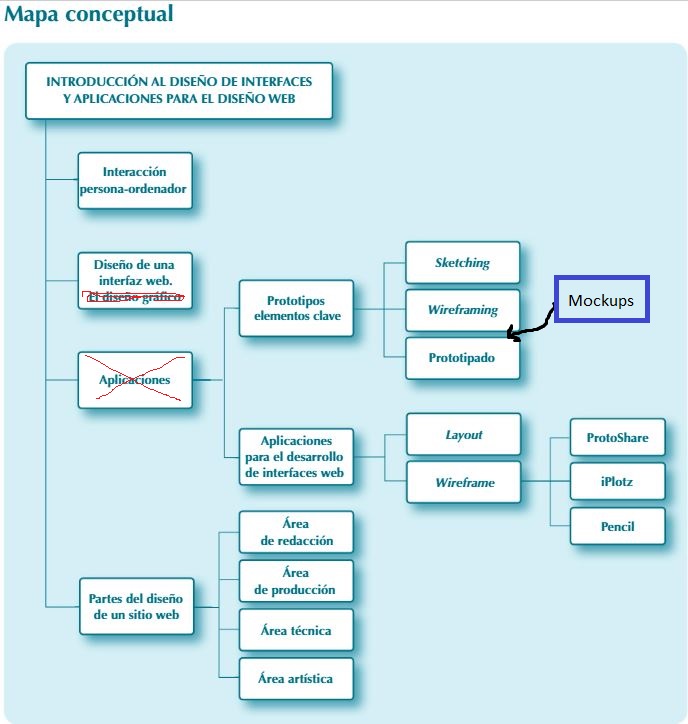 Mapa conceptual
INTRODUCCIÓN AL DISEÑO DE INTERFACES
Y APLICACIONES PARA EL DISEÑO WEB
Interacción
persona-ordenador
Diseño de una
interfaz web.
El diseño gráfico
Aplicaciones
Prototipos
elementos clave
Sketching
Wireframing
Prototipado
Mockups
Aplicaciones
para el desarrollo
de interfaces web
Layout
Wireframe
ProtoShare
iPlotz
Pencil
Partes del diseño
de un sitio web
Área
de redacción
Área
de producción
Área técnica
Área artística